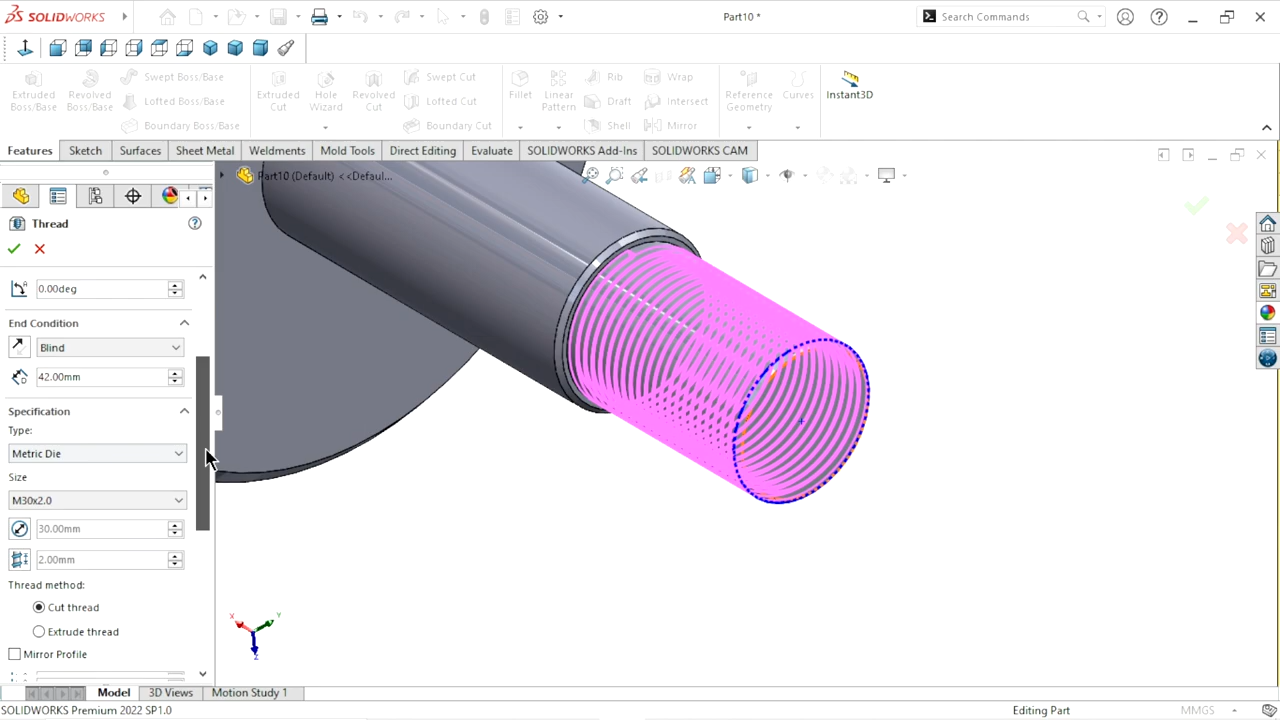 SOLIDWORKS
Part10 *
Search Commands
Extruded Boss/Base
Revolved Boss/Base
Swept Boss/Base
Lofted Boss/Base
Boundary Boss/Base
Extruded Cut
Hole Wizard
Revolved Cut
Swept Cut
Lofted Cut
Boundary Cut
Fillet
Linear Pattern
Rib
Draft
Shell
Wrap
Intersect
Mirror
Reference Geometry
Curves
Instant3D
Features
Sketch
Surfaces
Sheet Metal
Weldments
Mold Tools
Direct Editing
Evaluate
SOLIDWORKS Add-Ins
SOLIDWORKS CAM
Part10 (Default) <<Defaul...
Thread
0.00deg
End Condition
Blind
42.00mm
Specification
Type:
Metric Die
Size
M30x2.0
30.00mm
2.00mm
Thread method:
Cut thread
Extrude thread
Mirror Profile
X
Y
Z
Model
3D Views
Motion Study 1
SOLIDWORKS Premium 2022 SP1.0
Editing Part
MMGS